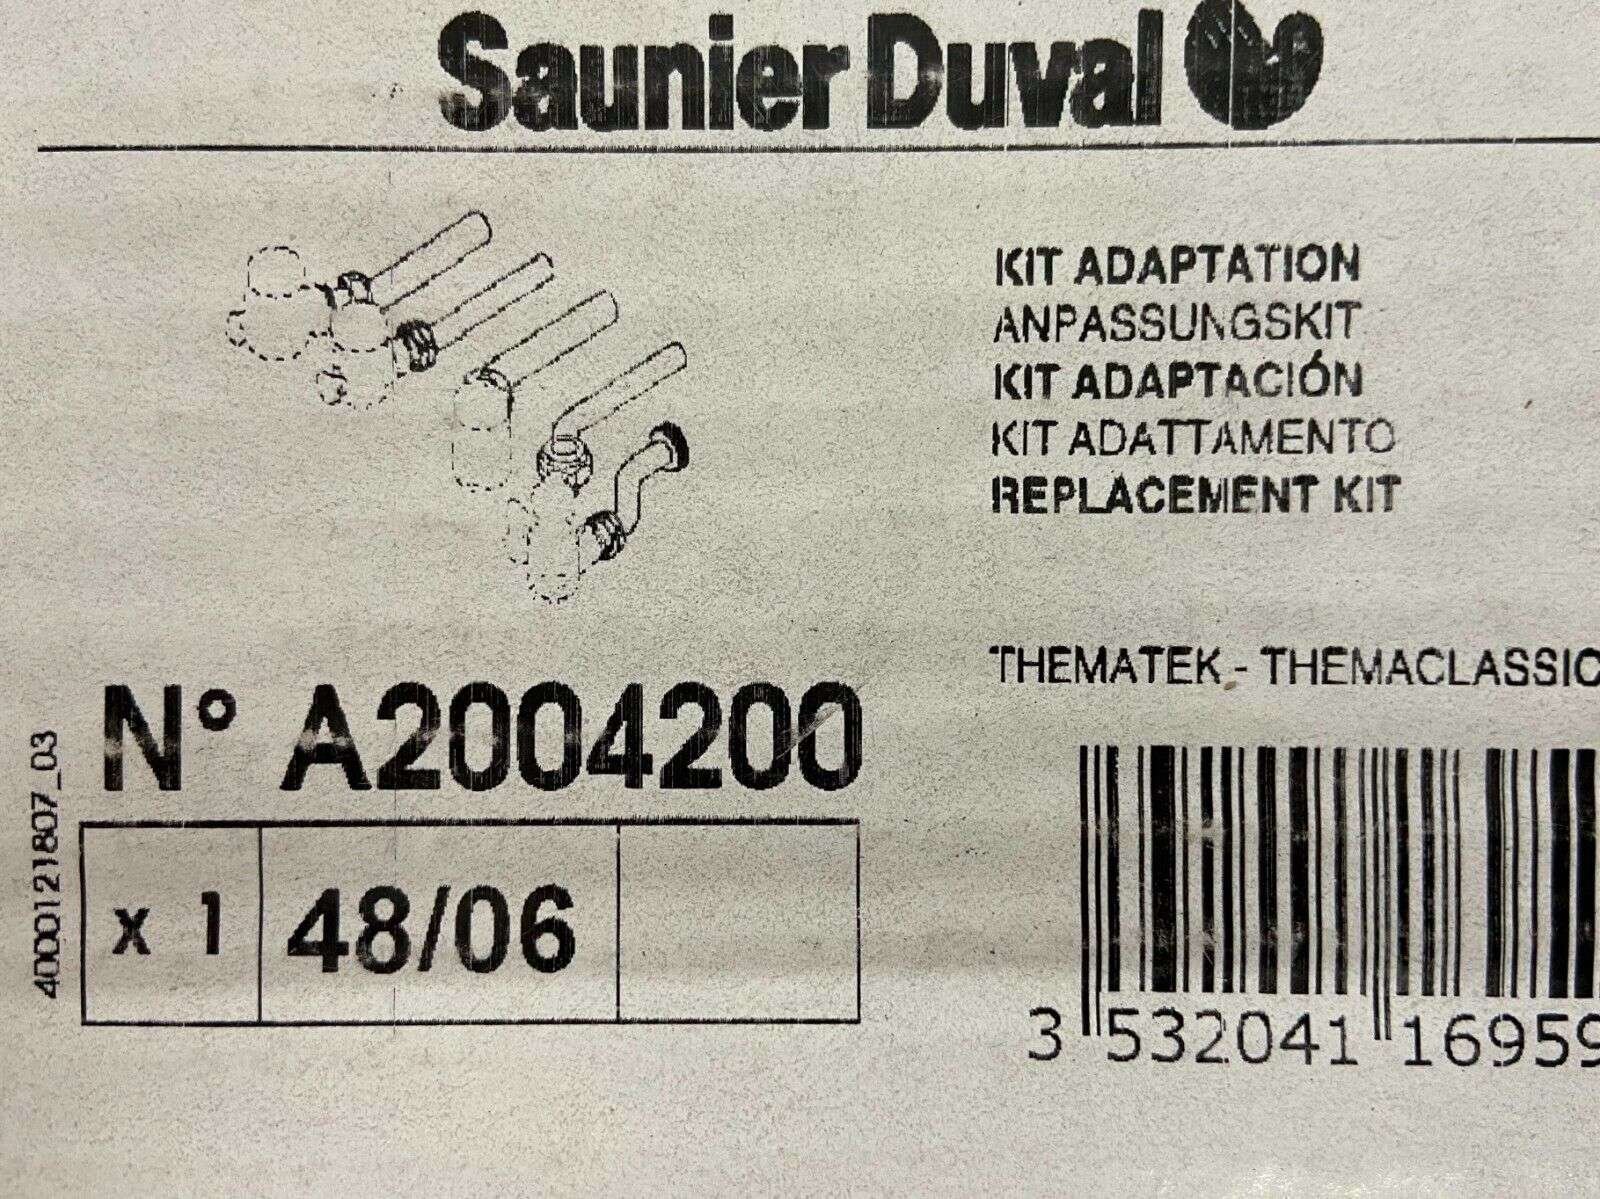 Saunier Duval
KIT ADAPTATION
ANPASSUNGSKIT
KIT ADAPTACIÓN
KIT ADATTAMENTO
REPLACEMENT KIT
THEMATEK - THEMACLASSIC
N° A2004200
4000121807_03
x 1 48/06
3 532041 16959